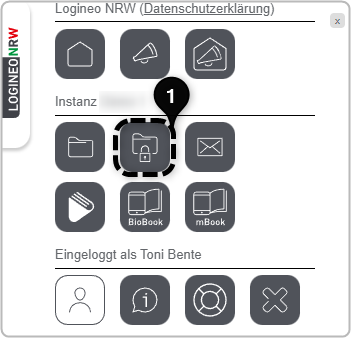 Logineo NRW (Datenschutzerklärung)
x
LOGINEO NRW
Instanz
1
BioBook
mBook
Eingeloggt als Toni Bente